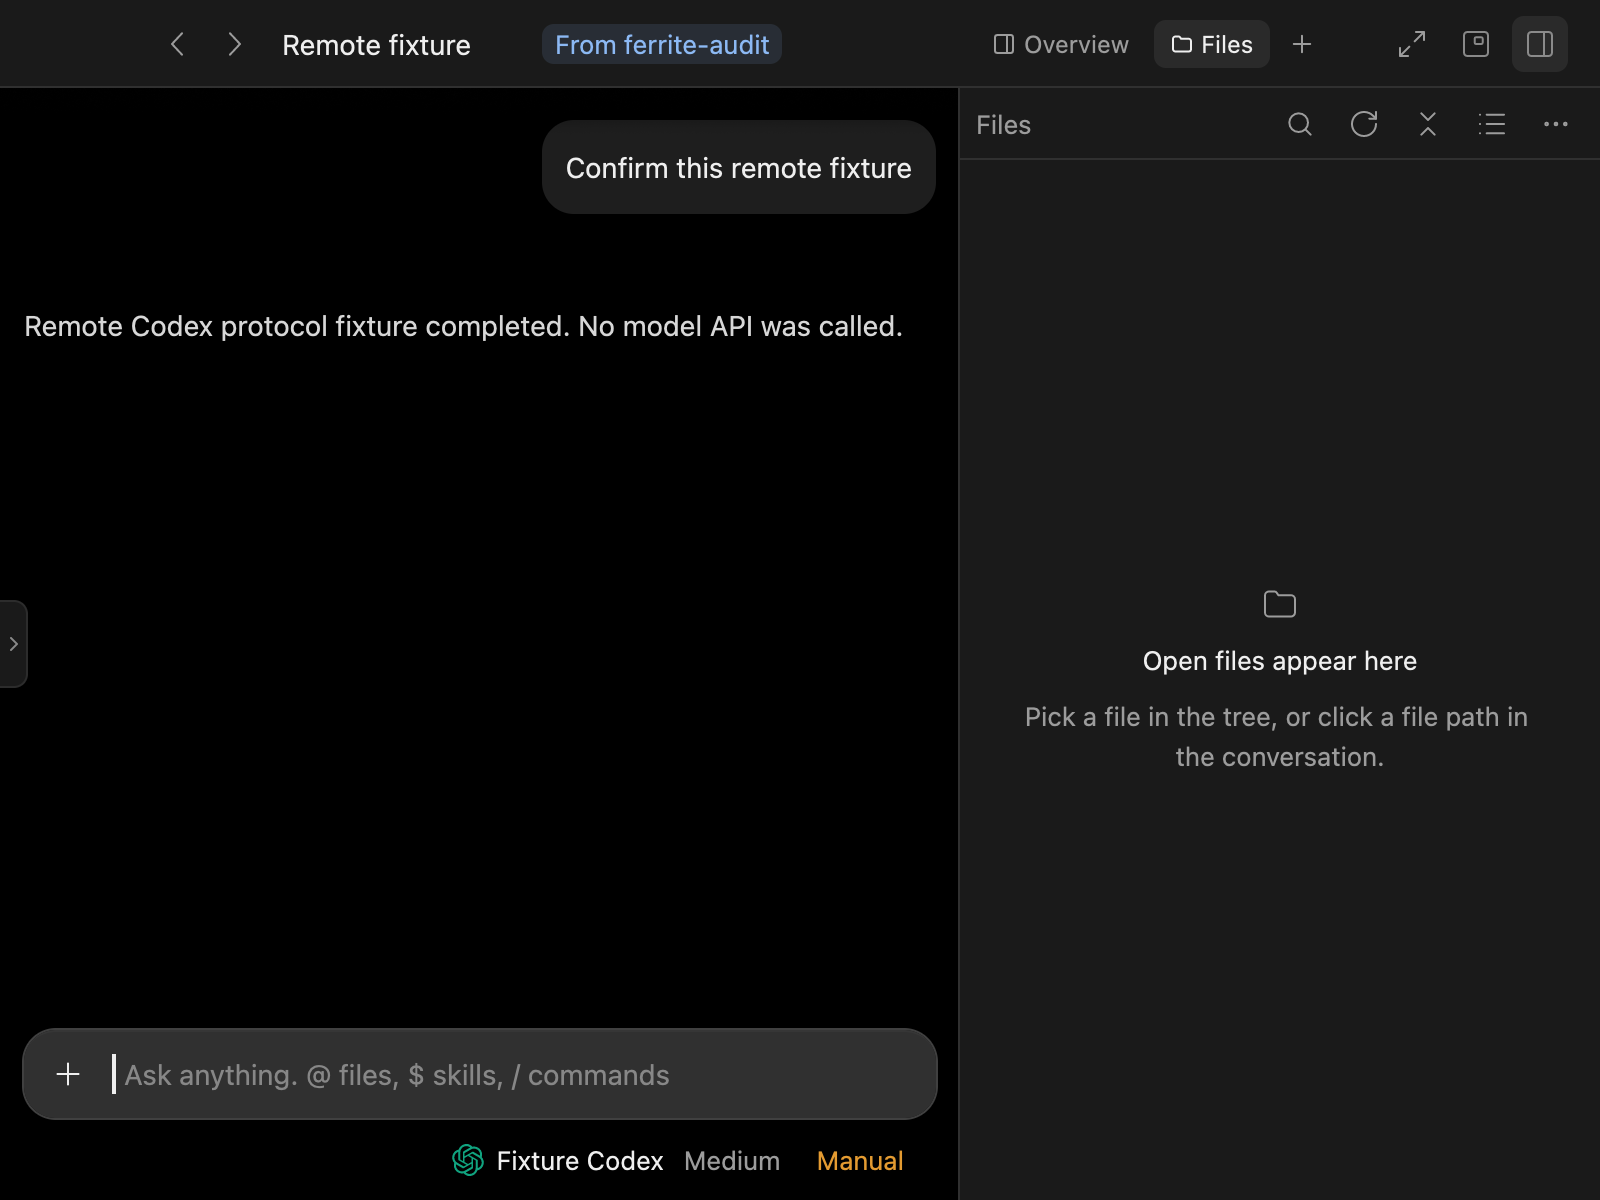 Remote fixture
From ferrite-audit
Overview
Files
Files
Confirm this remote fixture
Remote Codex protocol fixture completed. No model API was called.
Open files appear here
Pick a file in the tree, or click a file path in
the conversation.
Ask anything. @ files, $ skills, / commands
Fixture Codex Medium Manual